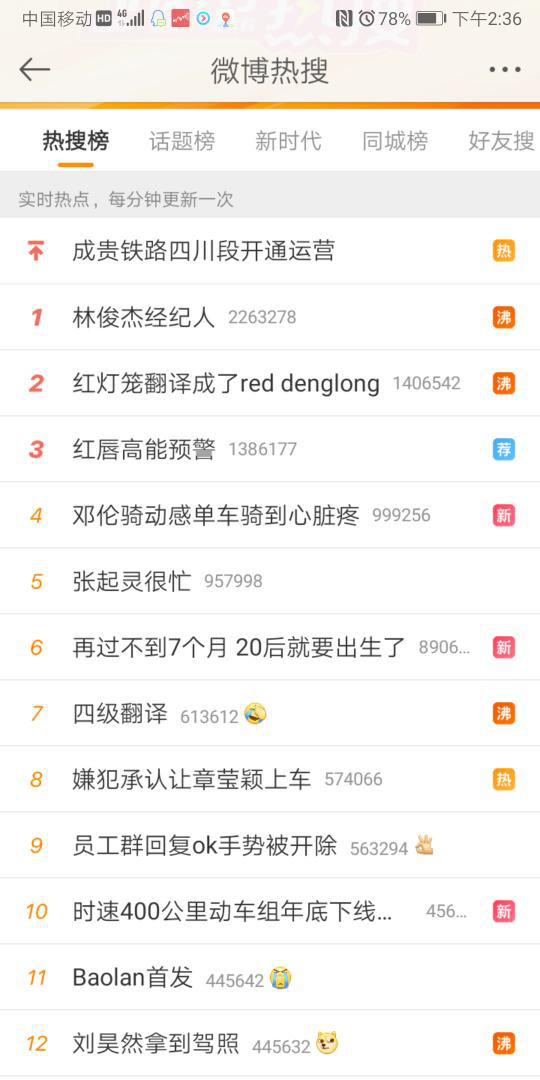 中国移动 HD 4G 78% 下午2:36
微博热搜
热搜榜 话题榜 新时代 同城榜 好友搜
实时热点，每分钟更新一次
成贵铁路四川段开通运营 热
1 林俊杰经纪人 2263278 沸
2 红灯笼翻译成了red denglong 1406542 沸
3 红唇高能预警 1386177 荐
4 邓伦骑动感单车骑到心脏疼 999256 新
5 张起灵很忙 957998
6 再过不到7个月 20后就要出生了 8906... 新
7 四级翻译 613612 沸
8 嫌犯承认让章莹颖上车 574066 热
9 员工群回复ok手势被开除 563294
10 时速400公里动车组年底下线... 456... 新
11 Baolan首发 445642
12 刘昊然拿到驾照 445632 沸